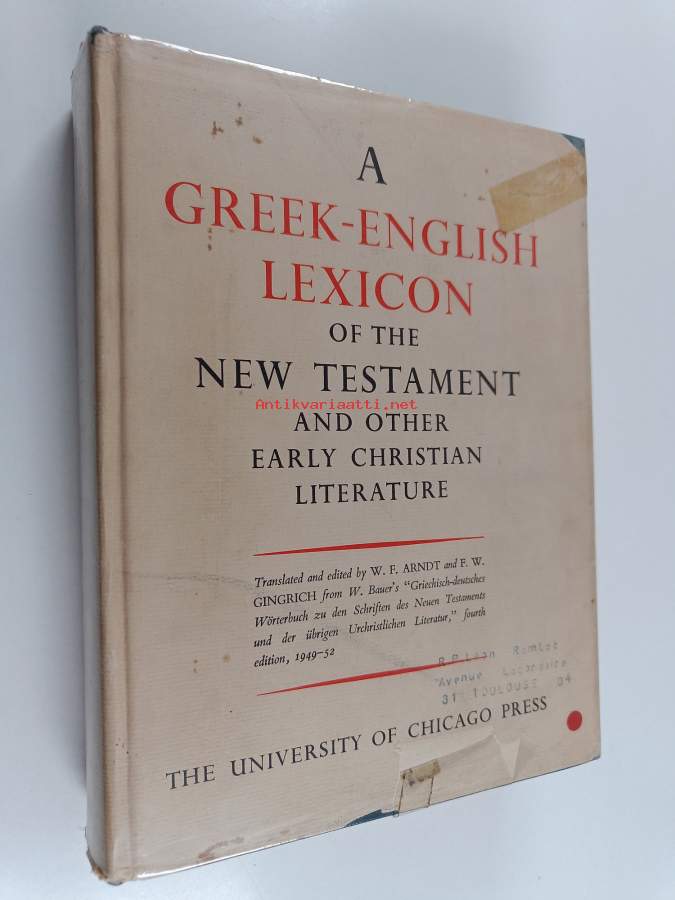 A
GREEK-ENGLISH
LEXICON
OF THE
NEW TESTAMENT
Antikvariaatti.net
AND OTHER
EARLY CHRISTIAN
LITERATURE
Translated and edited by W. F. ARNDT and F. W.
GINGRICH from W. Bauer's "Griechisch-deutsches
Wörterbuch zu den Schriften des Neuen Testaments
und der übrigen Urchristlichen Literatur," fourth
edition, 1949-52
R.P.
Avenue
31 TOULOUSE 04
THE UNIVERSITY OF CHICAGO PRESS